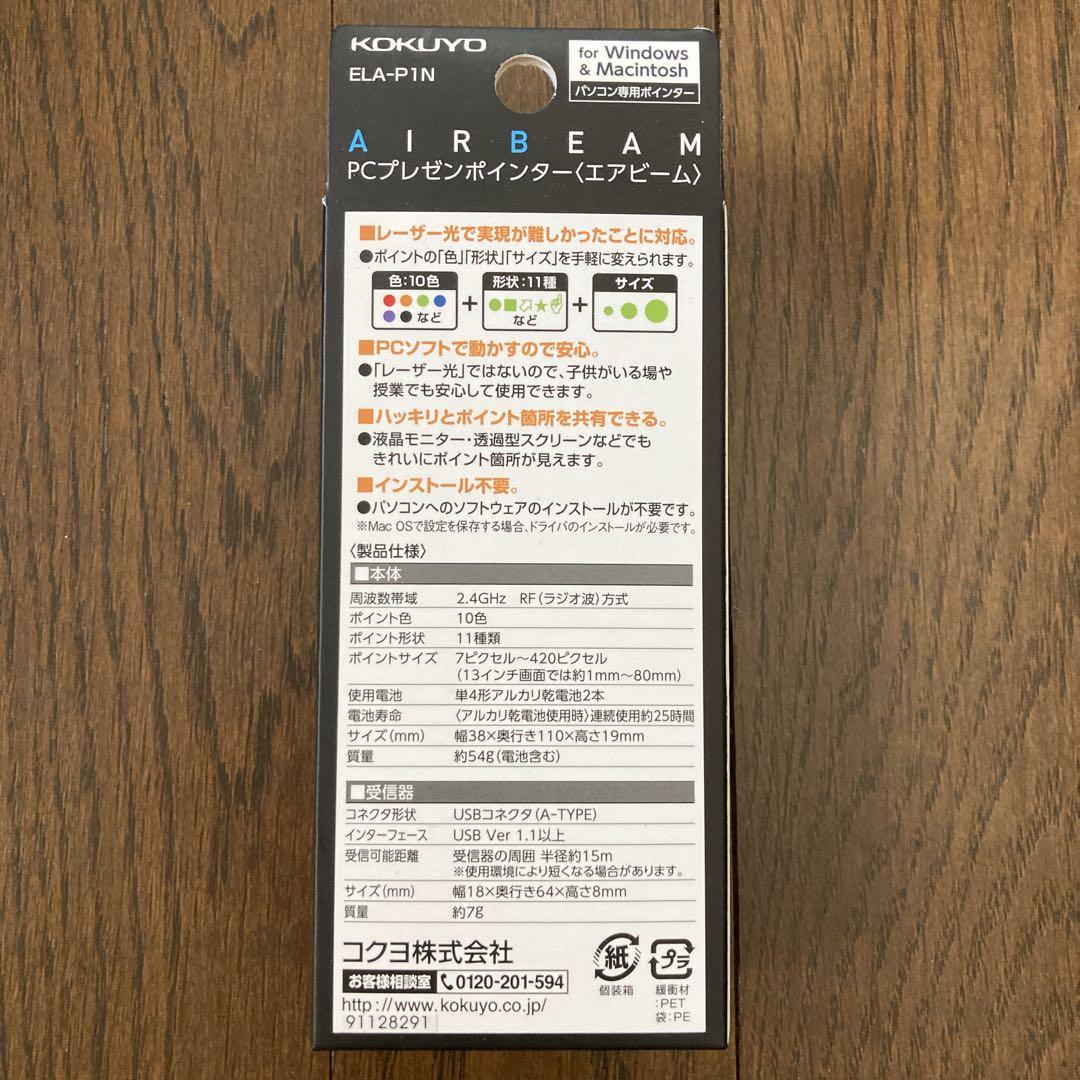 KOKUYO
ELA-P1N
for Windows
& Macintosh
パソコン専用ポインター
AIRBEAM
PCプレゼンポインター〈エアビーム〉
■レーザー光で実現が難しかったことに対応。
●ポイントの「色」「形状」「サイズ」を手軽に変えられます。
色:10色
など
+
形状:11種
など
+
サイズ
■PCソフトで動かすので安心。
●「レーザー光」ではないので、子供がいる場や
授業でも安心して使用できます。
■ハッキリとポイント箇所を共有できる。
●液晶モニター・透過型スクリーンなどでも
きれいにポイント箇所が見えます。
■インストール不要。
●パソコンへのソフトウェアのインストールが不要です。
※Mac OSで設定を保存する場合、ドライバのインストールが必要です。
〈製品仕様〉
■本体
周波数帯域 2.4GHz RF(ラジオ波)方式
ポイント色 10色
ポイント形状 11種類
ポイントサイズ 7ピクセル〜420ピクセル
(13インチ画面では約1mm〜80mm)
使用電池 単4形アルカリ乾電池2本
電池寿命 〈アルカリ乾電池使用時〉連続使用約25時間
サイズ(mm) 幅38×奥行き110×高さ19mm
質量 約54g(電池含む)
■受信器
コネクタ形状 USBコネクタ(A-TYPE)
インターフェース USB Ver 1.1以上
受信可能距離 受信器の周囲 半径約15m
※使用環境により短くなる場合があります。
サイズ(mm) 幅18×奥行き64×高さ8mm
質量 約7g
コクヨ株式会社
お客様相談室 0120-201-594
http://www.kokuyo.co.jp/
91128291
紙
個装箱
プラ
緩衝材
:PET
袋:PE